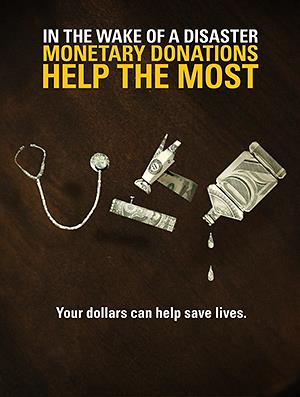 IN THE WAKE OF A DISASTER
MONETARY DONATIONS
HELP THE MOST
Your dollars can help save lives.